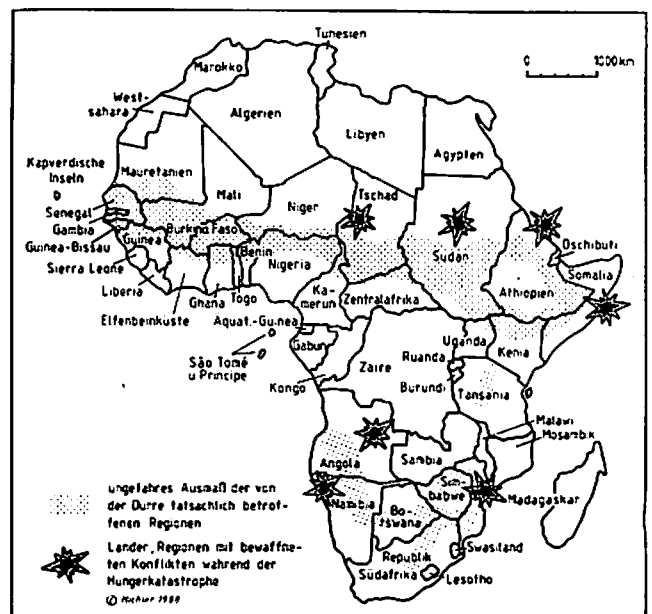 Tunesien
Marokko
0 1000 km
West-
sahara
Algerien
Libyen
Ägypten
Kapverdische
Inseln
Mauretanien
Mali
Niger
Tschad
Sudan
Senegal
Gambia
Guinea-Bissau
Guinea
Burkina Faso
Benin
Nigeria
Dschibuti
Somalia
Äthiopien
Sierra Leone
Liberia
Elfenbeinküste
Ghana
Togo
Ka-
merun
Zentralafrika
Äquat.-Guinea
Gabun
São Tomé
u Principe
Kongo
Zaire
Uganda
Kenia
Ruanda
Burundi
Tansania
Malawi
Mosambik
Angola
Sambia
Sim-
babwe
Madagaskar
Namibia
Bo-
tswana
Swasiland
Republik
Südafrika
Lesotho
ungefähres Ausmaß der von
der Dürre tatsächlich betrof-
fenen Regionen
Länder, Regionen mit bewaffne-
ten Konflikten während der
Hungerkatastrophe
© 1989